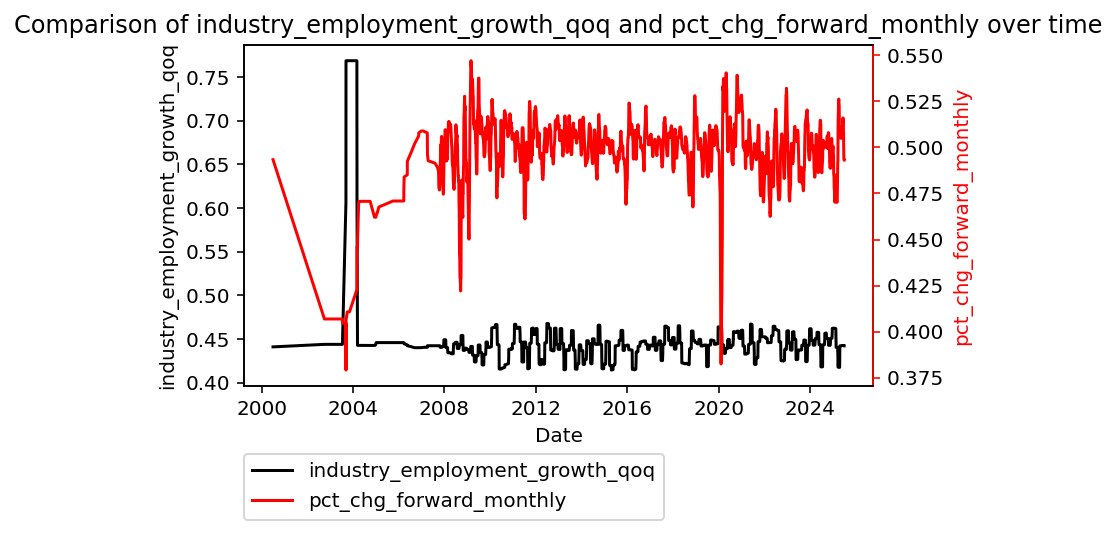 Comparison of industry_employment_growth_qoq and pct_chg_forward_monthly over time
industry_employment_growth_qoq
0.75
0.70
0.65
0.60
0.55
0.50
0.45
0.40
0.550
0.525
0.500
0.475
0.450
0.425
0.400
0.375
pct_chg_forward_monthly
2000 2004 2008 2012 2016 2020 2024
Date
industry_employment_growth_qoq
pct_chg_forward_monthly